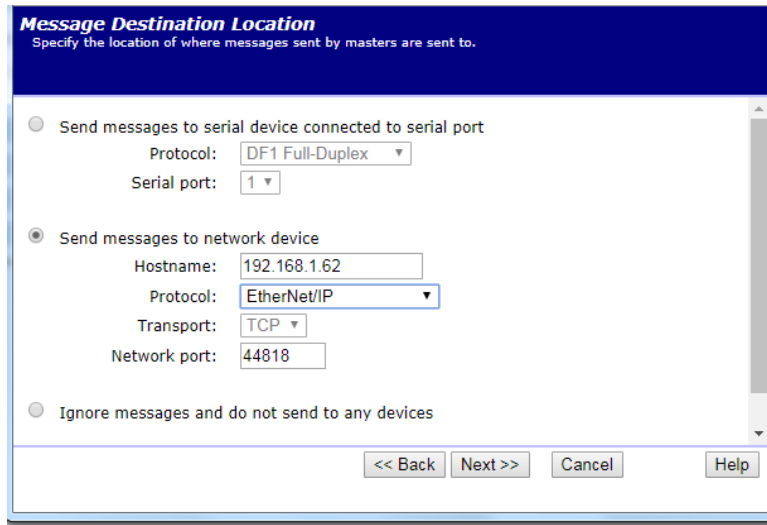 Message Destination Location
Specify the location of where messages sent by masters are sent to.
Send messages to serial device connected to serial port
Protocol: DF1 Full-Duplex
Serial port: 1
Send messages to network device
Hostname: 192.168.1.62
Protocol: EtherNet/IP
Transport: TCP
Network port: 44818
Ignore messages and do not send to any devices
<< Back Next >> Cancel Help